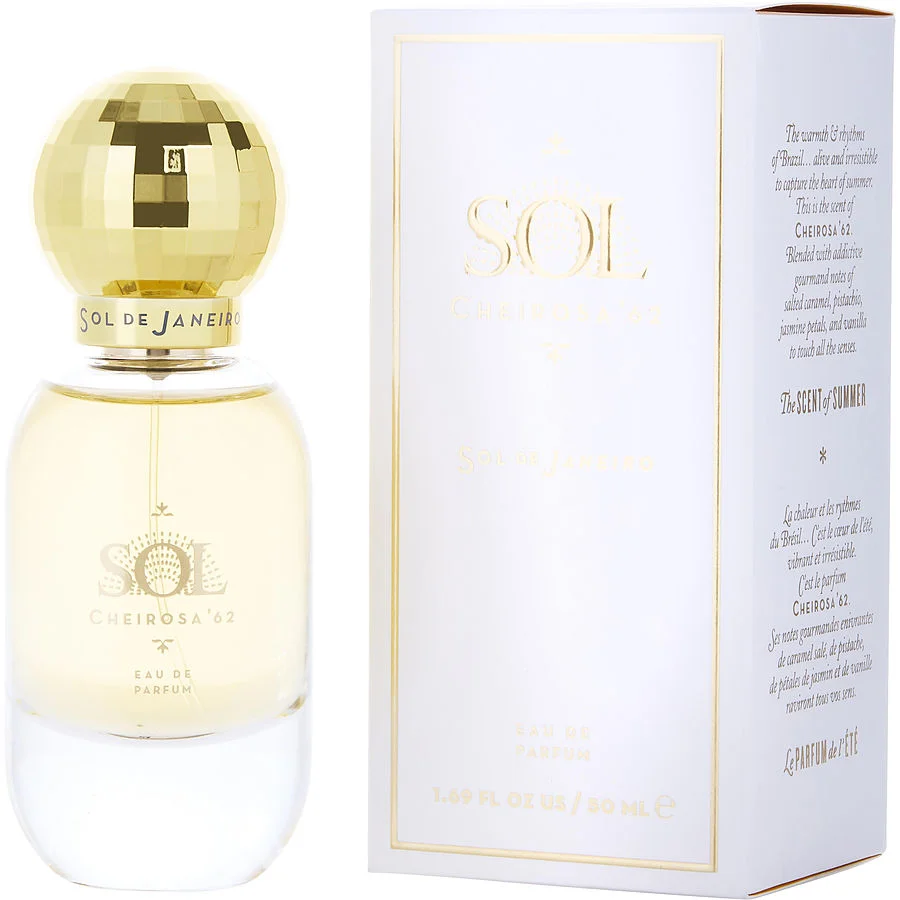 SOL DE JANEIRO
SOL
CHEIROSA '62
EAU DE
PARFUM
SOL
CHEIROSA '62
SOL DE JANEIRO
EAU DE
PARFUM
1.69 FL OZ US / 50 ML ℮
The warmth & rhythms
of Brazil... alive and irresistible
to capture the heart of summer.
This is the scent of
CHEIROSA '62.
Blended with addictive
gourmand notes of
salted caramel, pistachio,
jasmine petals, and vanilla
to touch all the senses.
The SCENT of SUMMER
*
La chaleur et les rythmes
du Brésil... C'est le cœur de l'été,
vibrant et irrésistible.
C'est le parfum
CHEIROSA '62.
Ses notes gourmandes enivrantes
de caramel salé, de pistache,
de pétales de jasmin et de vanille
raviront tous vos sens.
Le PARFUM de l'ÉTÉ